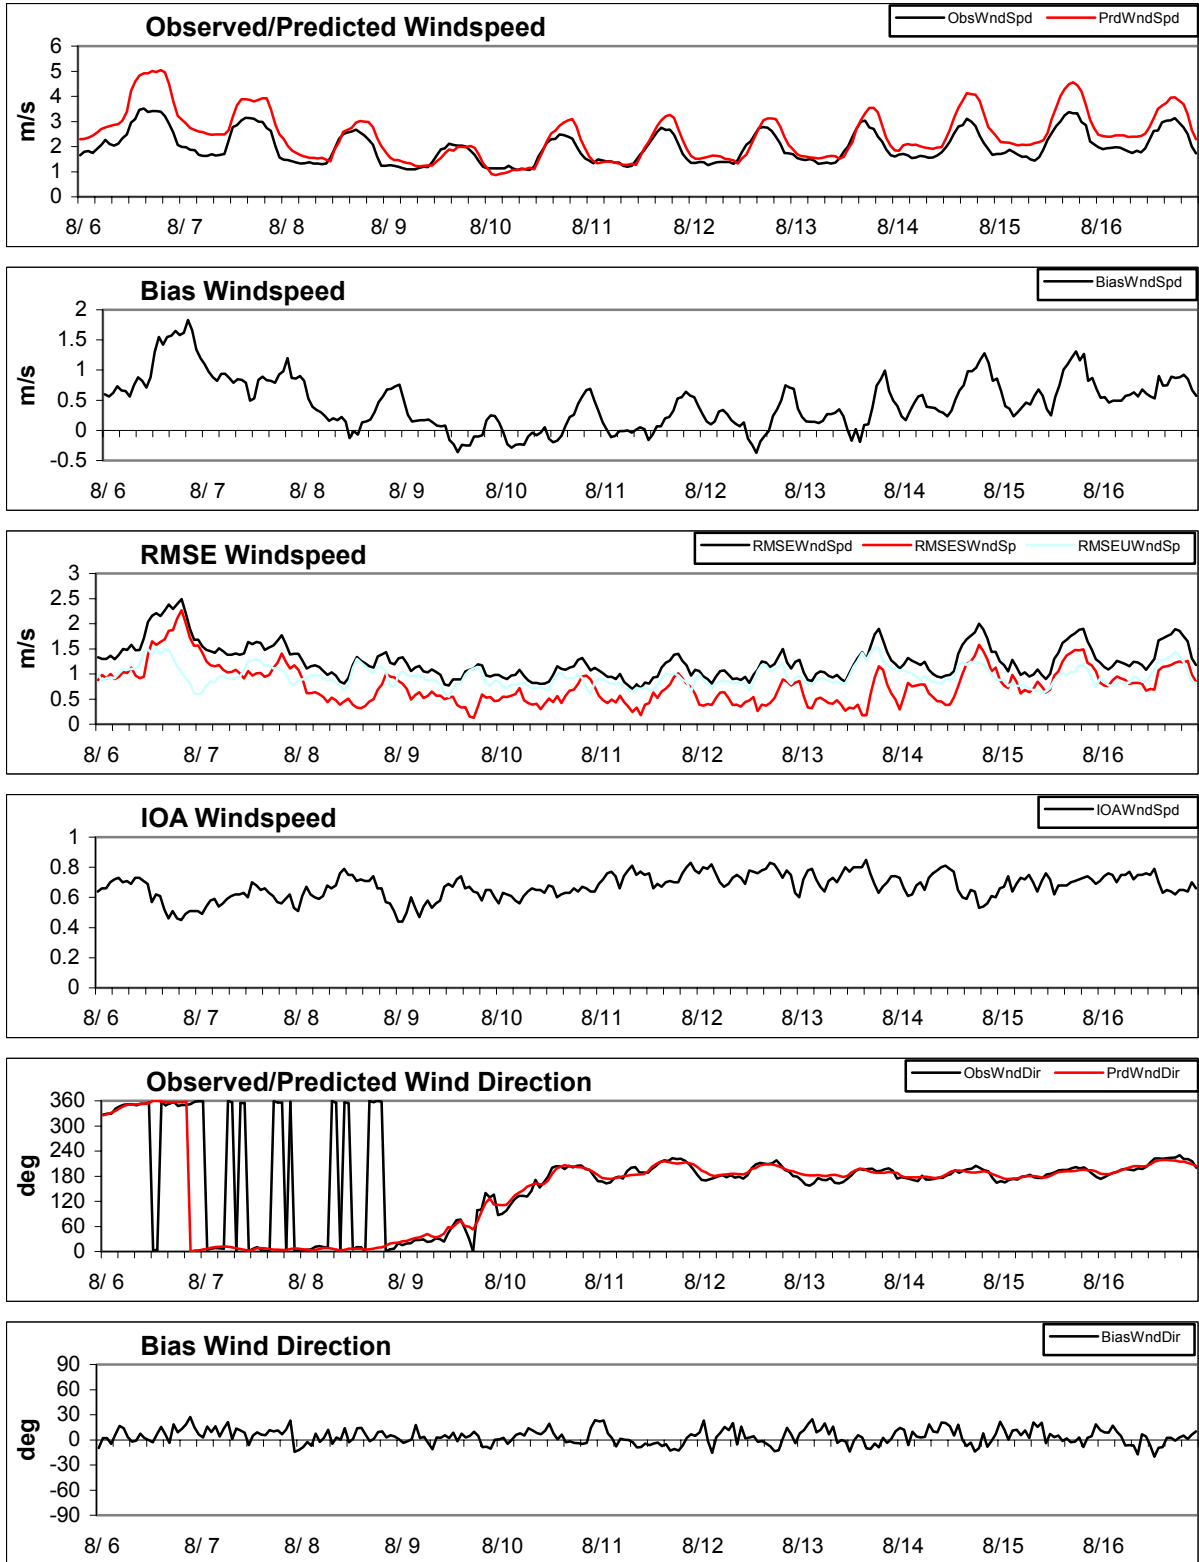 Observed/Predicted Windspeed
ObsWndSpd PrdWndSpd
6
5
4
3
2
1
0
m/s
8/ 6 8/ 7 8/ 8 8/ 9 8/10 8/11 8/12 8/13 8/14 8/15 8/16
Bias Windspeed
BiasWndSpd
2
1.5
1
0.5
0
-0.5
m/s
8/ 6 8/ 7 8/ 8 8/ 9 8/10 8/11 8/12 8/13 8/14 8/15 8/16
RMSE Windspeed
RMSEWndSpd RMSESWndSp RMSEUWndSp
3
2.5
2
1.5
1
0.5
0
m/s
8/ 6 8/ 7 8/ 8 8/ 9 8/10 8/11 8/12 8/13 8/14 8/15 8/16
IOA Windspeed
IOAWndSpd
1
0.8
0.6
0.4
0.2
0
8/ 6 8/ 7 8/ 8 8/ 9 8/10 8/11 8/12 8/13 8/14 8/15 8/16
Observed/Predicted Wind Direction
ObsWndDir PrdWndDir
360
300
240
180
120
60
0
deg
8/ 6 8/ 7 8/ 8 8/ 9 8/10 8/11 8/12 8/13 8/14 8/15 8/16
Bias Wind Direction
BiasWndDir
90
60
30
0
-30
-60
-90
deg
8/ 6 8/ 7 8/ 8 8/ 9 8/10 8/11 8/12 8/13 8/14 8/15 8/16